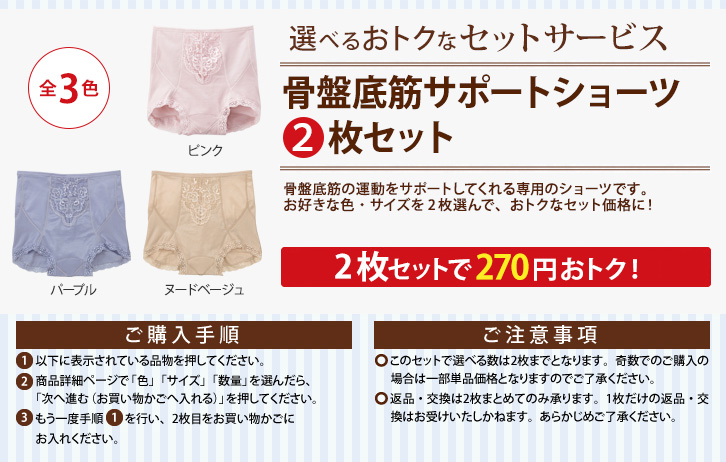 選べるおトクなセットサービス
全3色
骨盤底筋サポートショーツ
2枚セット
ピンク
骨盤底筋の運動をサポートしてくれる専用のショーツです。
お好きな色・サイズを2枚選んで、おトクなセット価格に!
2枚セットで270円おトク!
パープル
ヌードベージュ
ご購入手順
1 以下に表示されている品物を押してください。
2 商品詳細ページで「色」「サイズ」「数量」を選んだら、
「次へ進む(お買い物かごへ入れる)」を押してください。
3 もう一度手順1を行い、2枚目をお買い物かごに
お入れください。
ご注意事項
○このセットで選べる数は2枚までとなります。奇数でのご購入の
場合は一部単品価格となりますのでご了承ください。
○返品・交換は2枚まとめてのみ承ります。1枚だけの返品・交
換はお受けいたしかねます。あらかじめご了承ください。